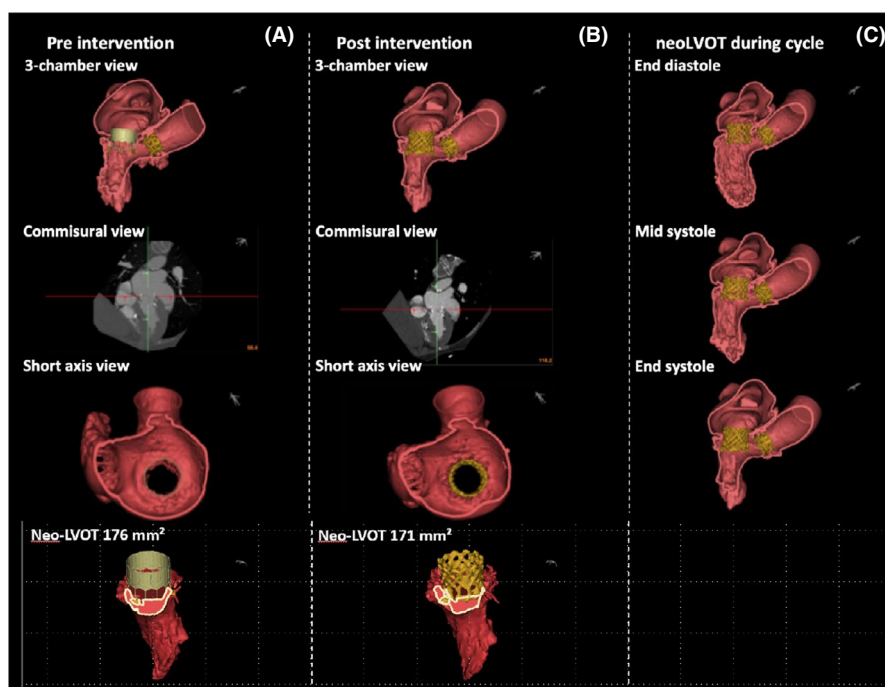 Pre intervention
(A)
3-chamber view
Commisural view
Short axis view
Neo-LVOT 176 mm²
Post intervention
(B)
3-chamber view
Commisural view
Short axis view
Neo-LVOT 171 mm²
neoLVOT during cycle
(C)
End diastole
Mid systole
End systole